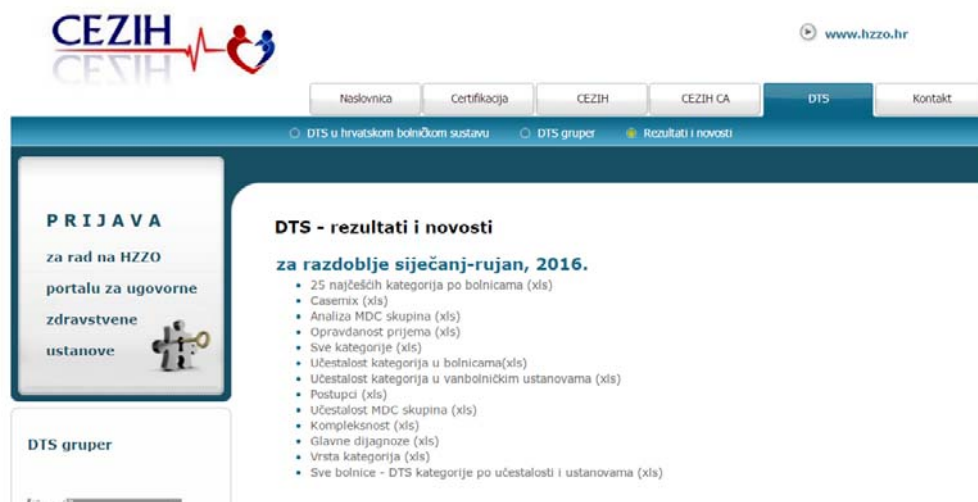 CEZIH
www.hzzo.hr
Naslovnica
Certifikacija
CEZIH
CEZIH CA
DTS
Kontakt
DTS u hrvatskom bolničkom sustavu
DTS gruper
Rezultati i novosti
PRIJAVA
za rad na HZZO
portalu za ugovorne
zdravstvene
ustanove
DTS gruper
DTS - rezultati i novosti
za razdoblje siječanj-rujan, 2016.
25 najčešćih kategorija po bolnicama (xls)
Casemix (xls)
Analiza MDC skupina (xls)
Opravdanost prijema (xls)
Sve kategorije (xls)
Učestalost kategorija u bolnicama(xls)
Učestalost kategorija u vanbolničkim ustanovama (xls)
Postupci (xls)
Učestalost MDC skupina (xls)
Kompleksnost (xls)
Glavne dijagnoze (xls)
Vrsta kategorija (xls)
Sve bolnice - DTS kategorije po učestalosti i ustanovama (xls)